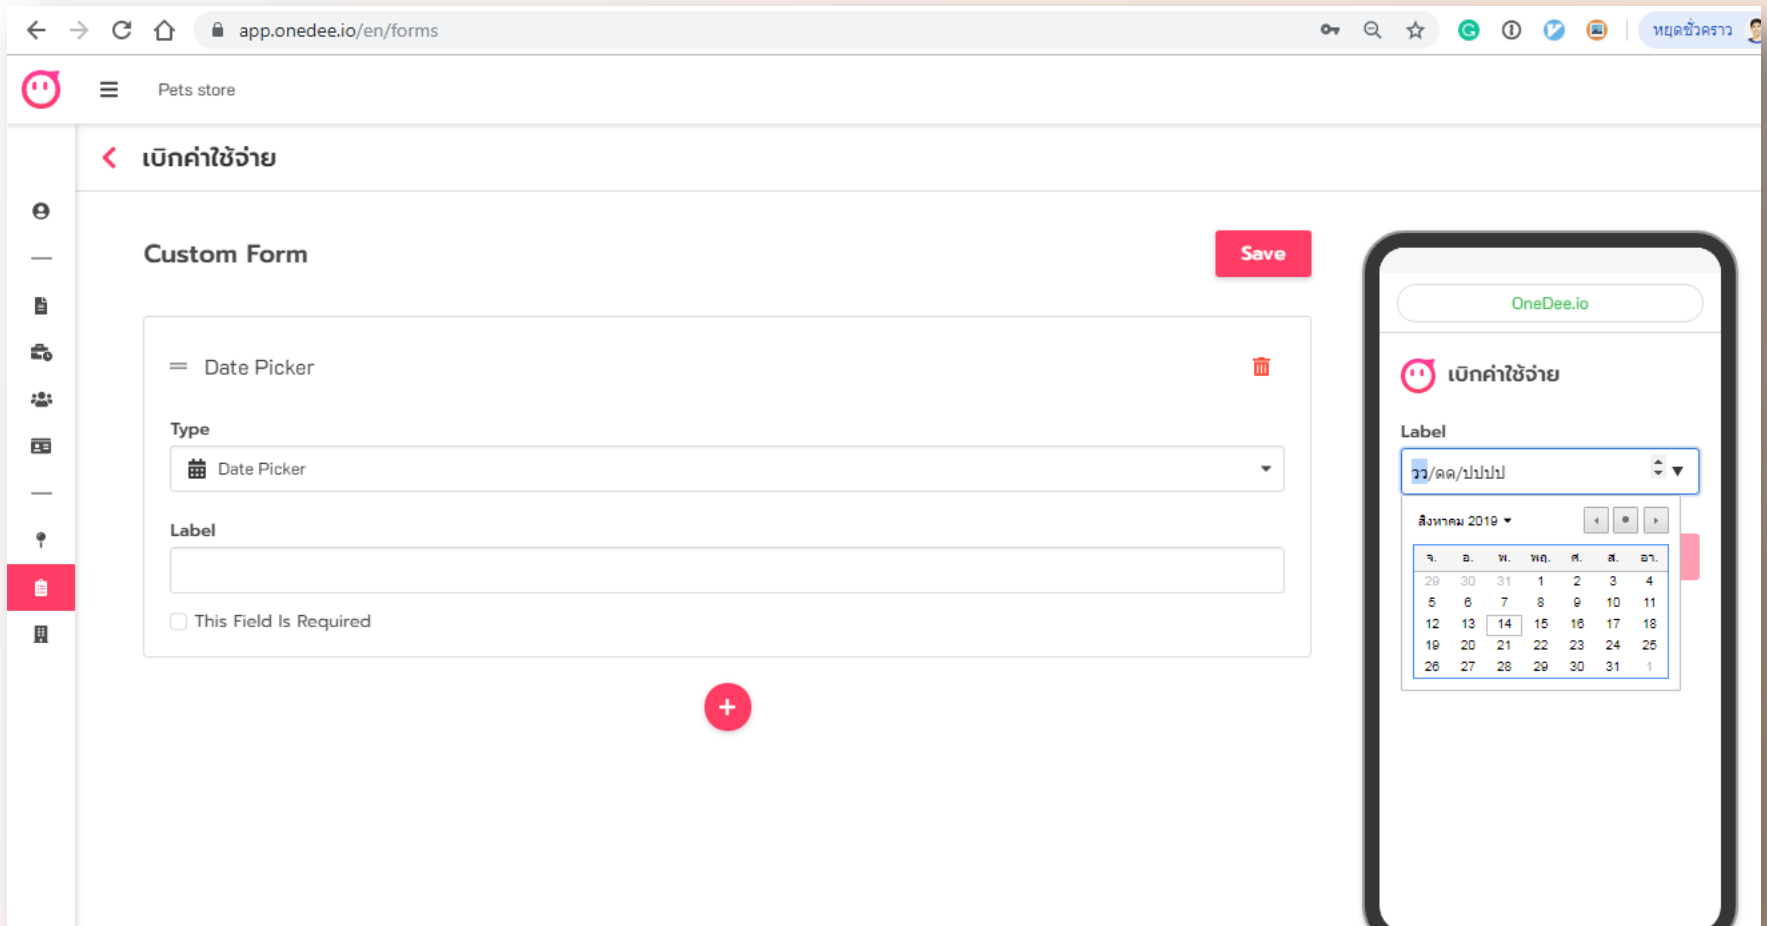 app.onedee.io/en/forms
หยุดชั่วคราว
Pets store
เบิกค่าใช้จ่าย
Custom Form
Save
Date Picker
Type
Date Picker
Label
This Field Is Required
OneDee.io
เบิกค่าใช้จ่าย
Label
วว/ดด/ปปปป
สิงหาคม 2019
จ. อ. พ. พฤ. ศ. ส. อา.
29 30 31 1 2 3 4
5 6 7 8 9 10 11
12 13 14 15 16 17 18
19 20 21 22 23 24 25
26 27 28 29 30 31 1